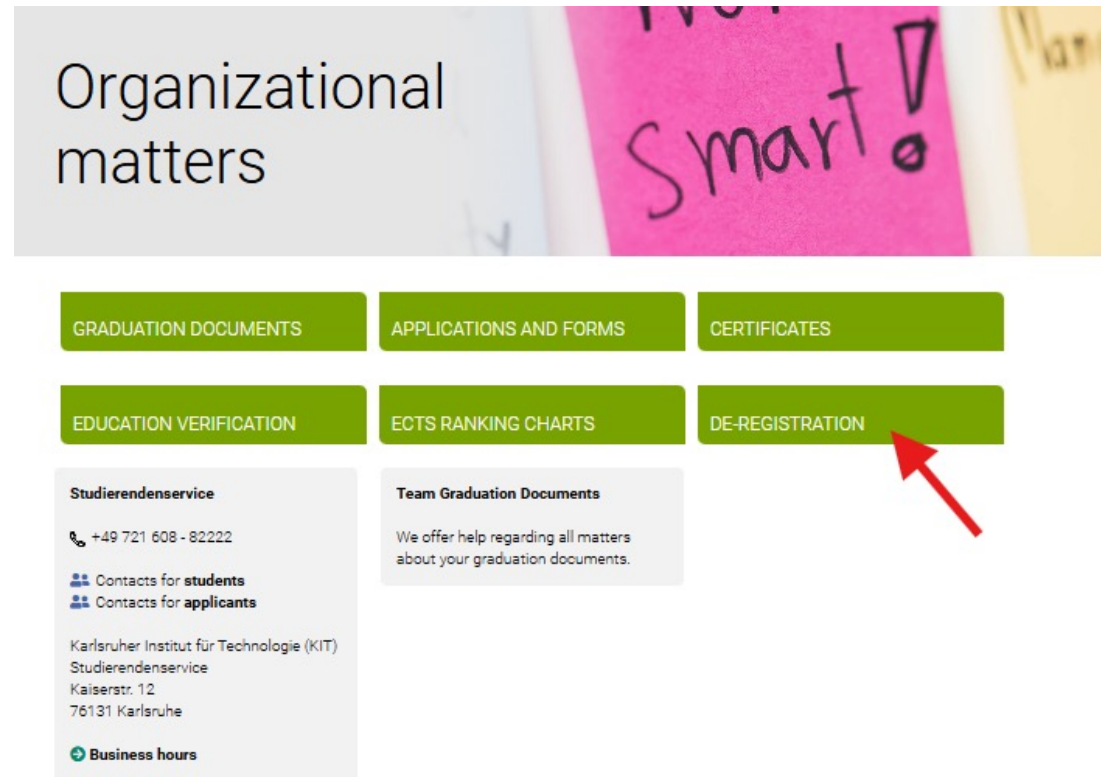 Organizational
matters
Smart!
GRADUATION DOCUMENTS
APPLICATIONS AND FORMS
CERTIFICATES
EDUCATION VERIFICATION
ECTS RANKING CHARTS
DE-REGISTRATION
Studierendenservice
+49 721 608 - 82222
Contacts for students
Contacts for applicants
Karlsruher Institut für Technologie (KIT)
Studierendenservice
Kaiserstr. 12
76131 Karlsruhe
Business hours
Team Graduation Documents
We offer help regarding all matters
about your graduation documents.